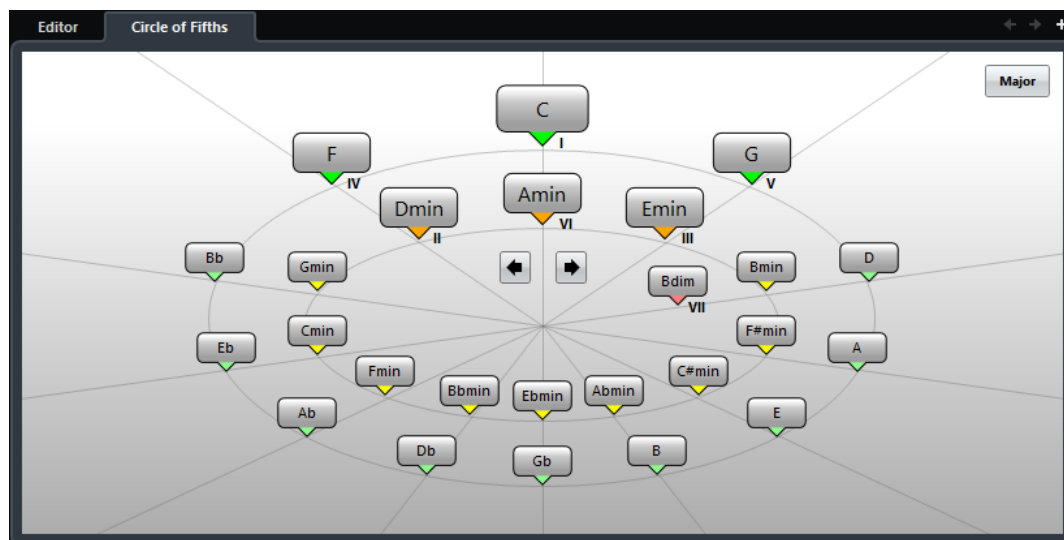 Editor
Circle of Fifths
Major
C
I
F
IV
G
V
Amin
VI
Dmin
II
Emin
III
Bb
Gmin
Bmin
D
Bdim
VII
Eb
Cmin
F#min
A
Fmin
C#min
Bbmin
Ebmin
Abmin
Ab
E
Db
Gb
B